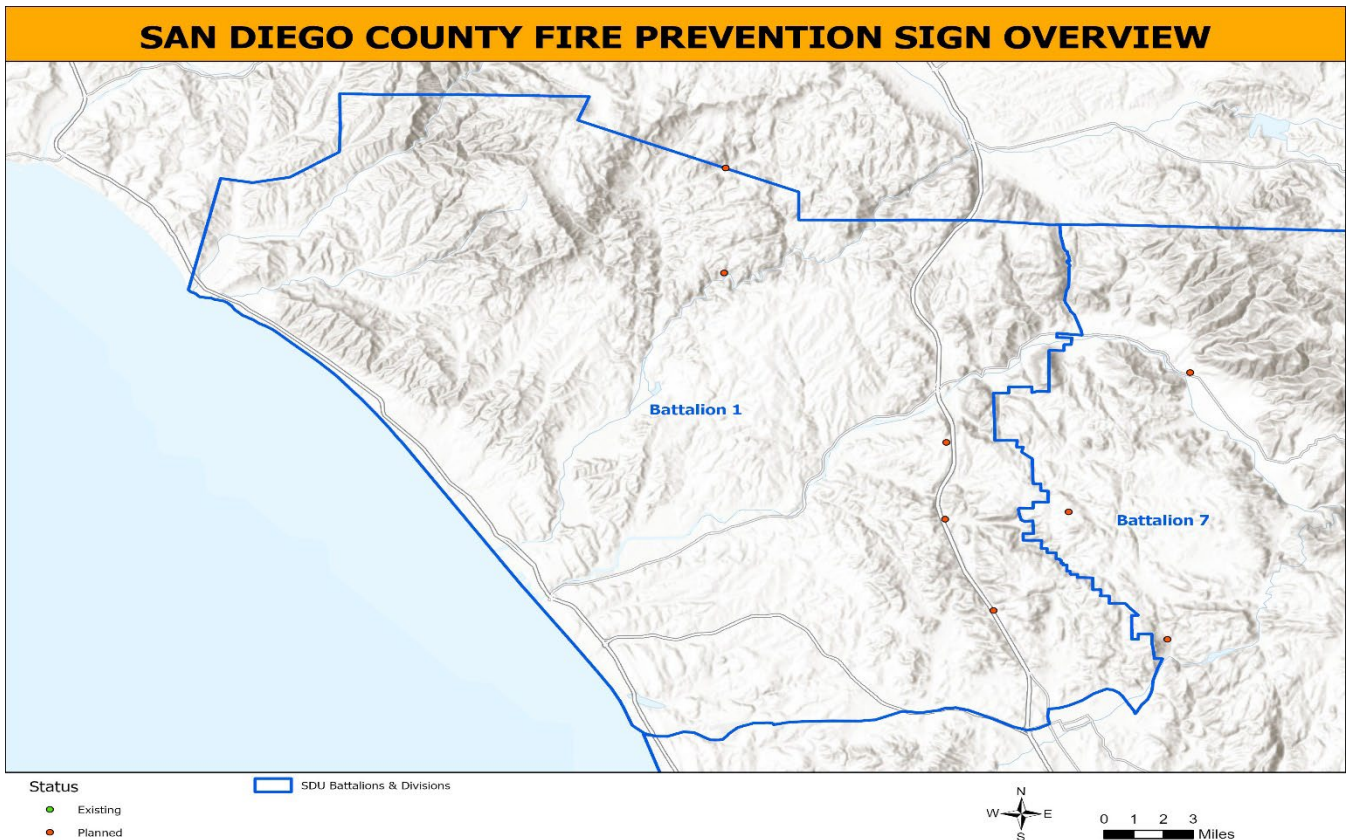 SAN DIEGO COUNTY FIRE PREVENTION SIGN OVERVIEW
Battalion 1
Battalion 7
Status
SDU Battalions & Divisions
Existing
Planned
N
W E
S
0 1 2 3
Miles